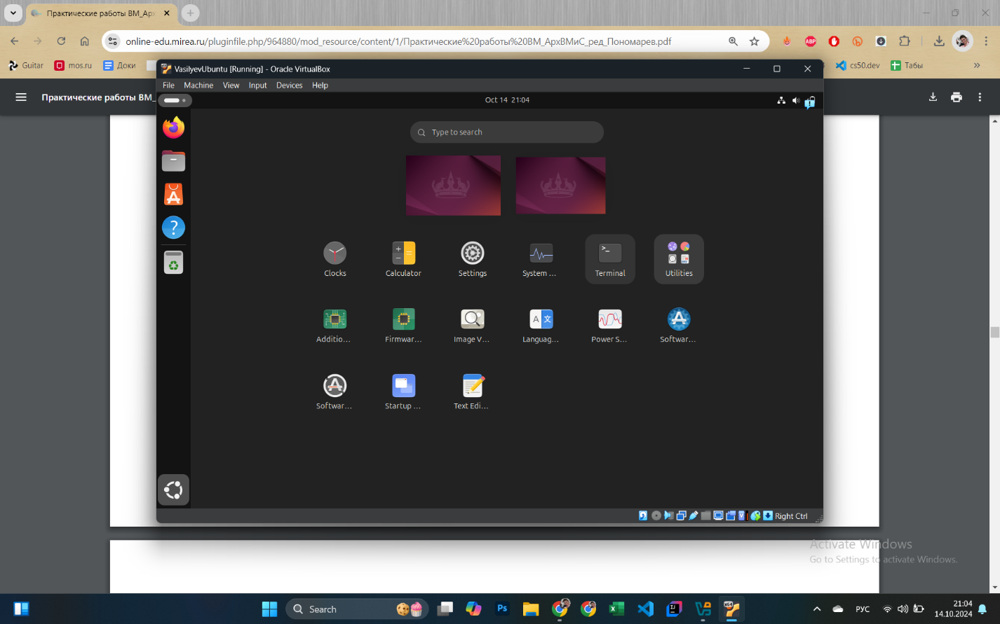 Практические работы ВМ_Арх
online-edu.mirea.ru/pluginfile.php/964880/mod_resource/content/1/Практические%20работы%20ВМ_АрхВМиС_ред_Пономарев.pdf
ABP
Guitar
mos.ru
Доки
cs50.dev
Табы
Практические работы ВМ_
VasilyevUbuntu [Running] - Oracle VirtualBox
File Machine View Input Devices Help
Oct 14 21:04
Type to search
Clocks
Calculator
Settings
System ...
Terminal
Utilities
Additio...
Firmwar...
Image V...
Languag...
Power S...
Softwar...
Softwar...
Startup ...
Text Edi...
Right Ctrl
Activate Windows
Go to Settings to activate Windows.
Search
Ps
РУС
21:04
14.10.2024